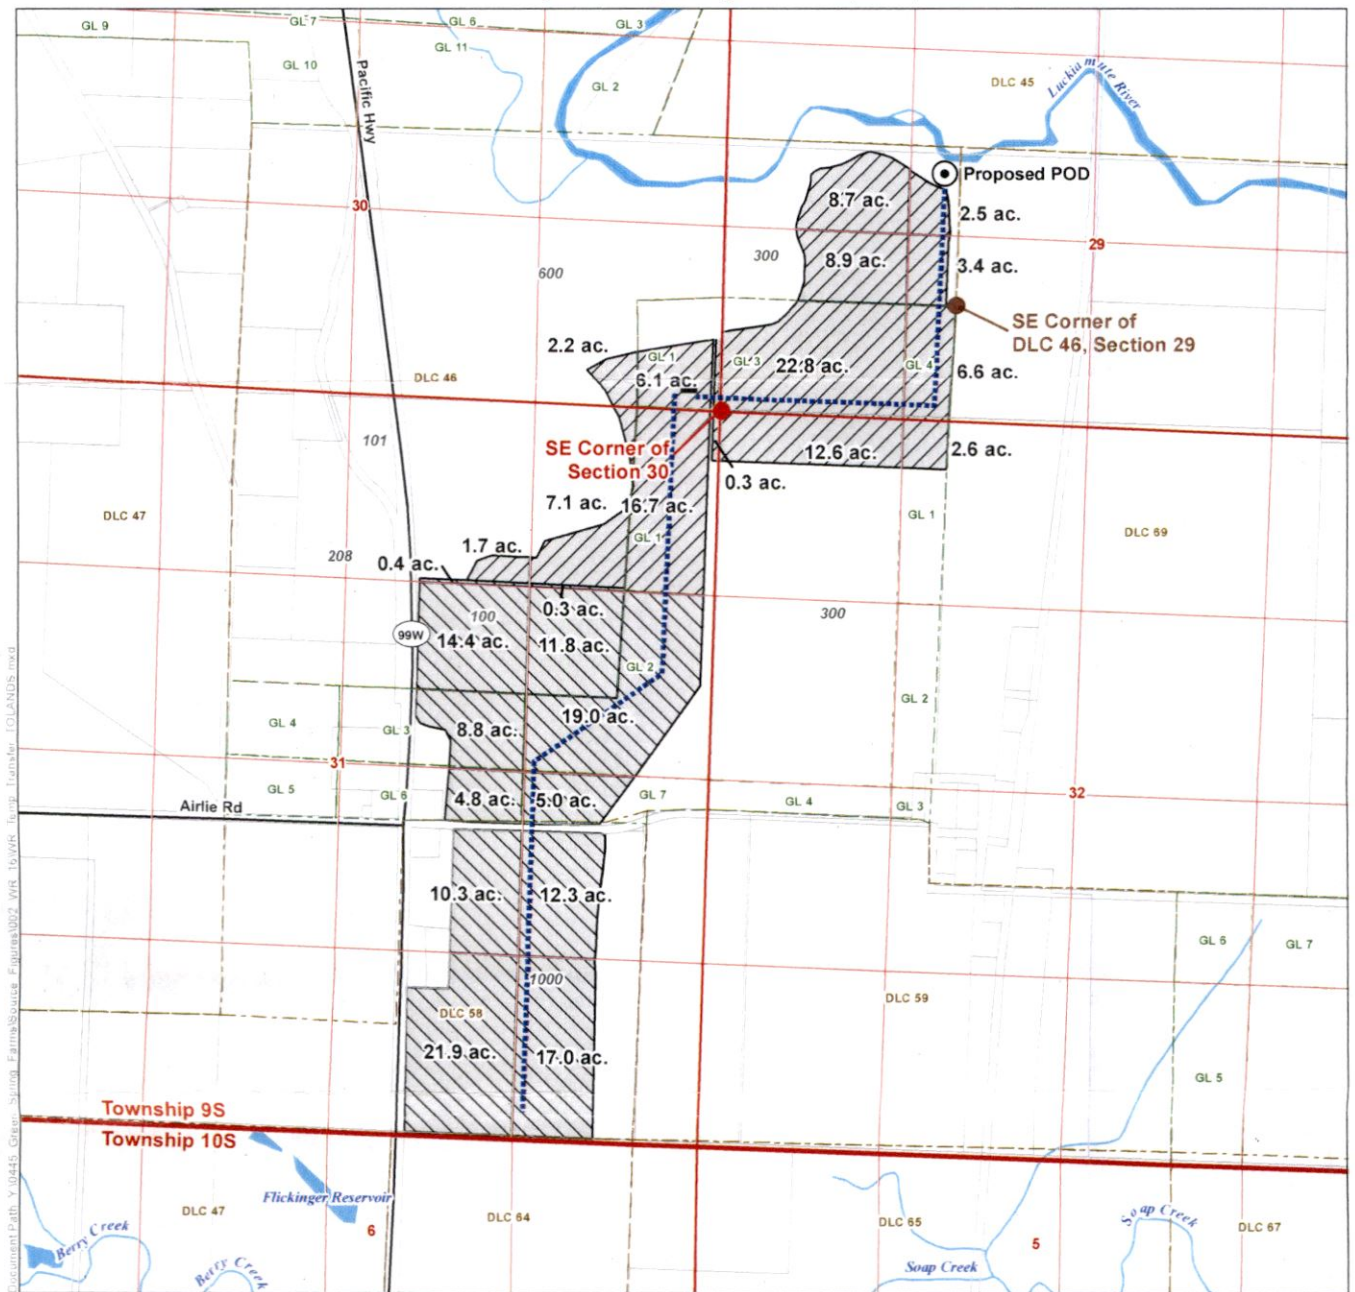 GL 9
GL 7
GL 6
GL 3
GL 11
GL 10
GL 2
Pacific Hwy
DLC 45
Luckiamute River
Proposed POD
8.7 ac.
2.5 ac.
30
29
300
8.9 ac.
3.4 ac.
600
SE Corner of
DLC 46, Section 29
2.2 ac.
GL 1
GL 3
22.8 ac.
GL 4
6.6 ac.
DLC 46
6.1 ac.
101
SE Corner of
Section 30
12.6 ac.
2.6 ac.
0.3 ac.
7.1 ac.
16.7 ac.
DLC 47
GL 1
GL 1
DLC 69
1.7 ac.
208
0.4 ac.
100
0.3 ac.
300
99W
14.4 ac.
11.8 ac.
GL 2
GL 2
GL 4
GL 3
8.8 ac.
19.0 ac.
31
GL 5
GL 6
4.8 ac.
5.0 ac.
GL 7
GL 4
GL 3
32
Airlie Rd
10.3 ac.
12.3 ac.
GL 6
GL 7
1000
DLC 58
DLC 59
21.9 ac.
17.0 ac.
GL 5
Township 9S
Township 10S
Flickinger Reservoir
DLC 47
DLC 64
DLC 65
Soap Creek
DLC 67
Berry Creek
6
5
Berry Creek
Soap Creek